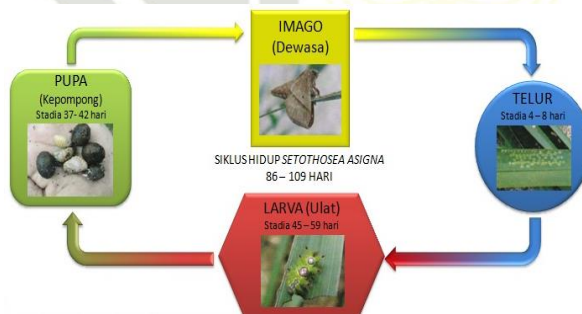 IMAGO
(Dewasa)
PUPA
(Kepompong)
Stadia 37- 42 hari
TELUR
Stadia 4 – 8 hari
SIKLUS HIDUP SETOTHOSEA ASIGNA
86 – 109 HARI
LARVA (Ulat)
Stadia 45 – 59 hari